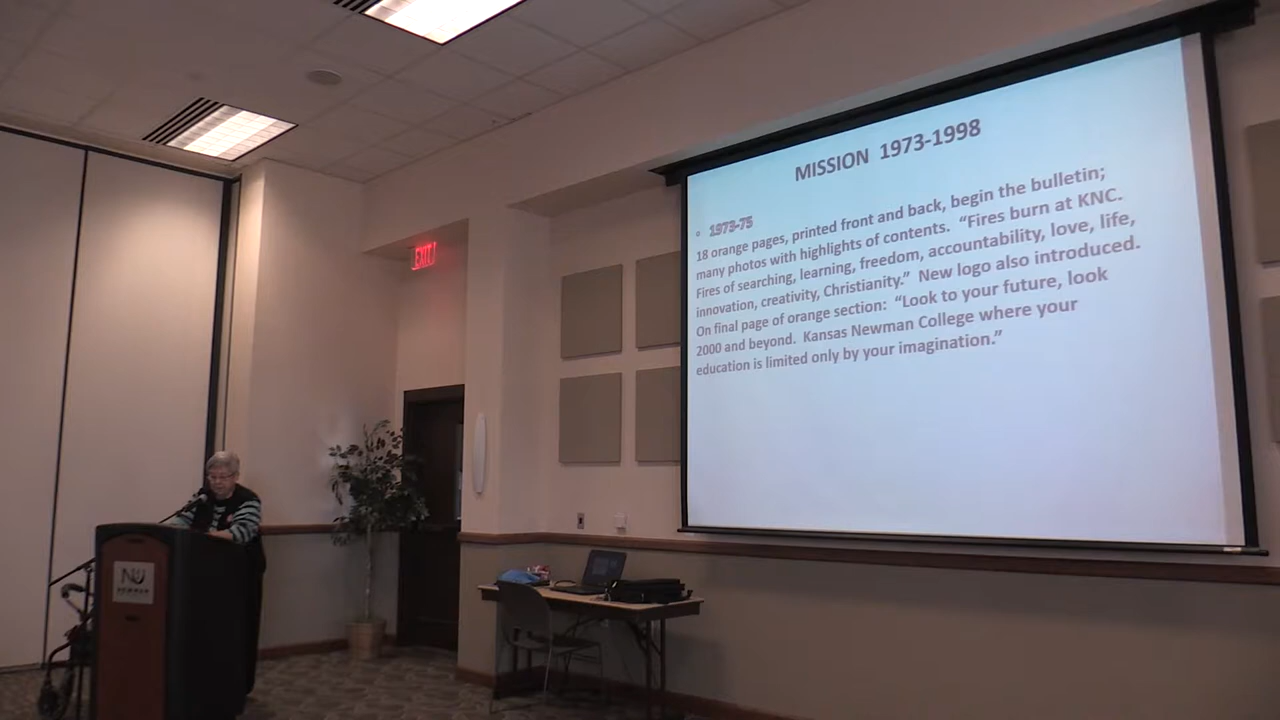 MISSION 1973-1998
1973-75
18 orange pages, printed front and back, begin the bulletin;
many photos with highlights of contents. “Fires burn at KNC.
Fires of searching, learning, freedom, accountability, love, life,
innovation, creativity, Christianity.” New logo also introduced.
On final page of orange section: “Look to your future, look
2000 and beyond. Kansas Newman College where your
education is limited only by your imagination.”
EXIT
NU
NEWMAN